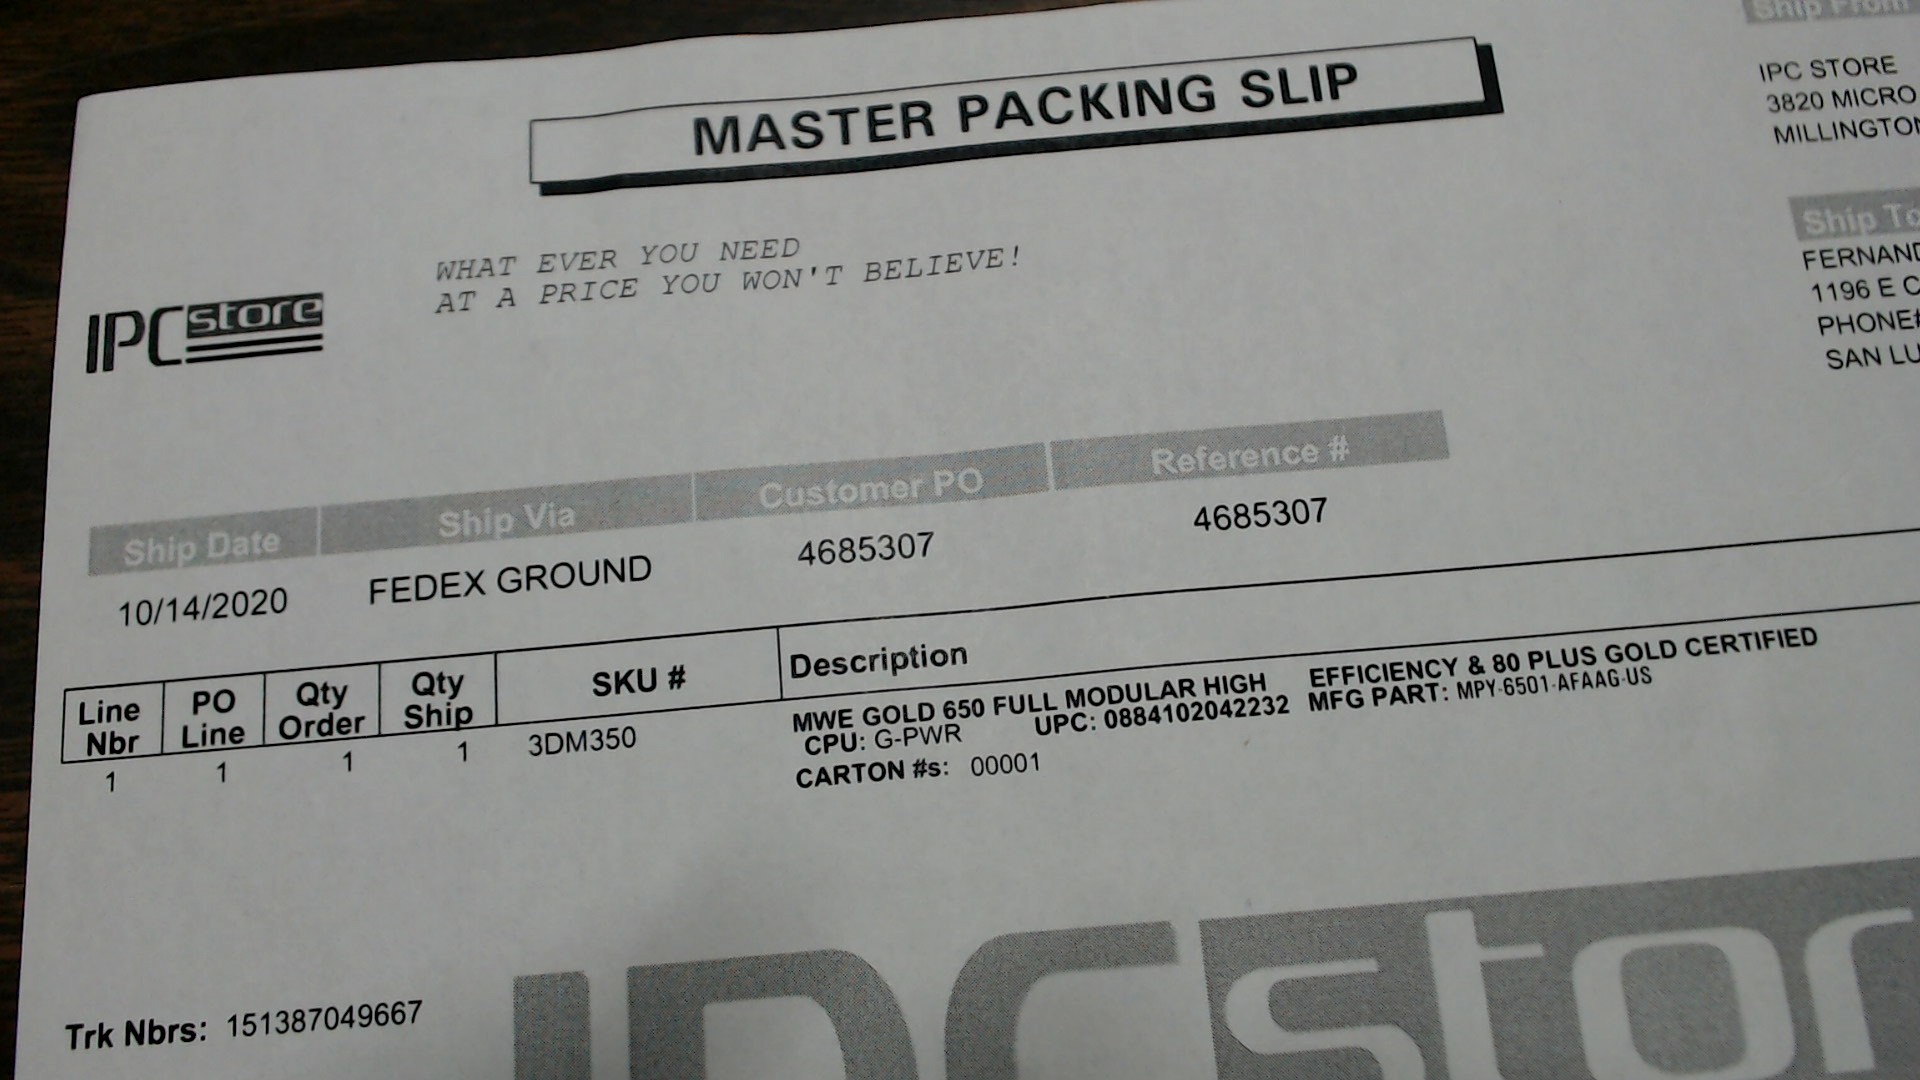 MASTER PACKING SLIP
Ship From
IPC STORE
3820 MICRO
MILLINGTON
WHAT EVER YOU NEED
AT A PRICE YOU WON'T BELIEVE!
IPC store
Ship To
1196 E
PHONE#
SAN
Ship Date Ship Via Customer PO Reference #
10/14/2020 FEDEX GROUND 4685307 4685307
Line Nbr PO Line Qty Order Qty Ship SKU # Description
1 1 1 1 3DM350 MWE GOLD 650 FULL MODULAR HIGH EFFICIENCY & 80 PLUS GOLD CERTIFIED
CPU: G-PWR UPC: 0884102042232 MFG PART: MPY-6501-AFAAG-US
CARTON #s: 00001
IPC stor
Trk Nbrs: 151387049667